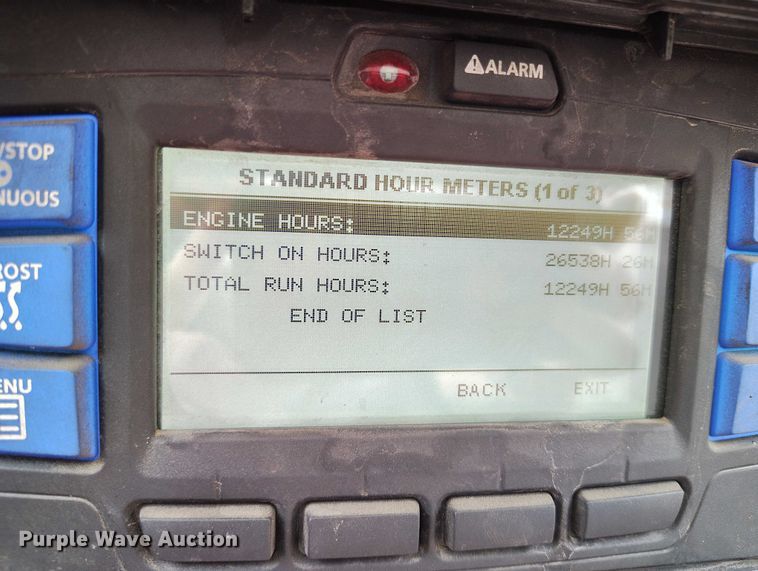 ALARM
/STOP
NUOUS
STANDARD HOUR METERS (1 of 3)
ENGINE HOURS: 12249H 56M
SWITCH ON HOURS: 26538H 26M
ROST
TOTAL RUN HOURS: 12249H 56M
END OF LIST
ENU
BACK EXIT
Purple Wave Auction